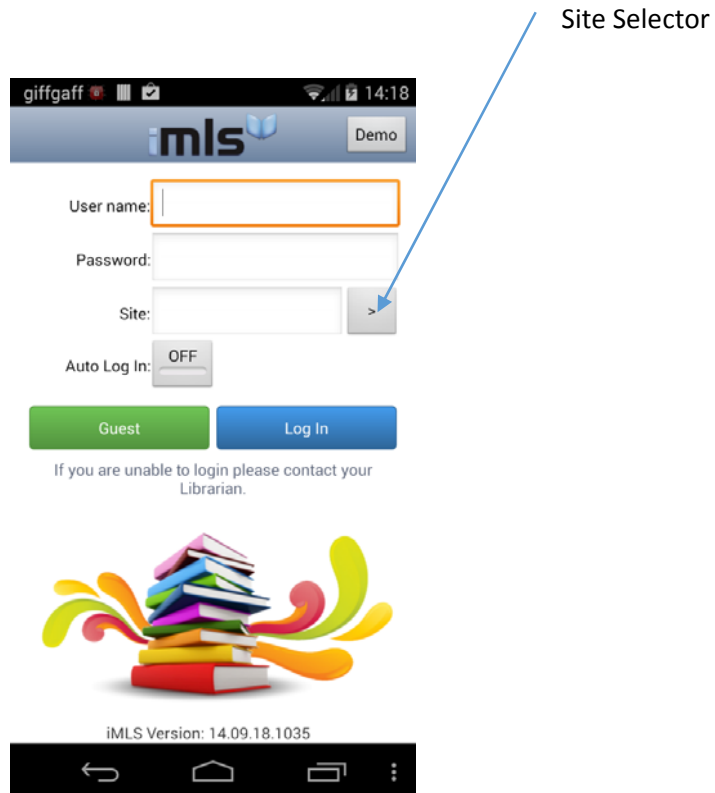 Site Selector
giffgaff 14:18
imls Demo
User name:
Password:
Site: >
Auto Log In: OFF
Guest Log In
If you are unable to login please contact your
Librarian.
iMLS Version: 14.09.18.1035